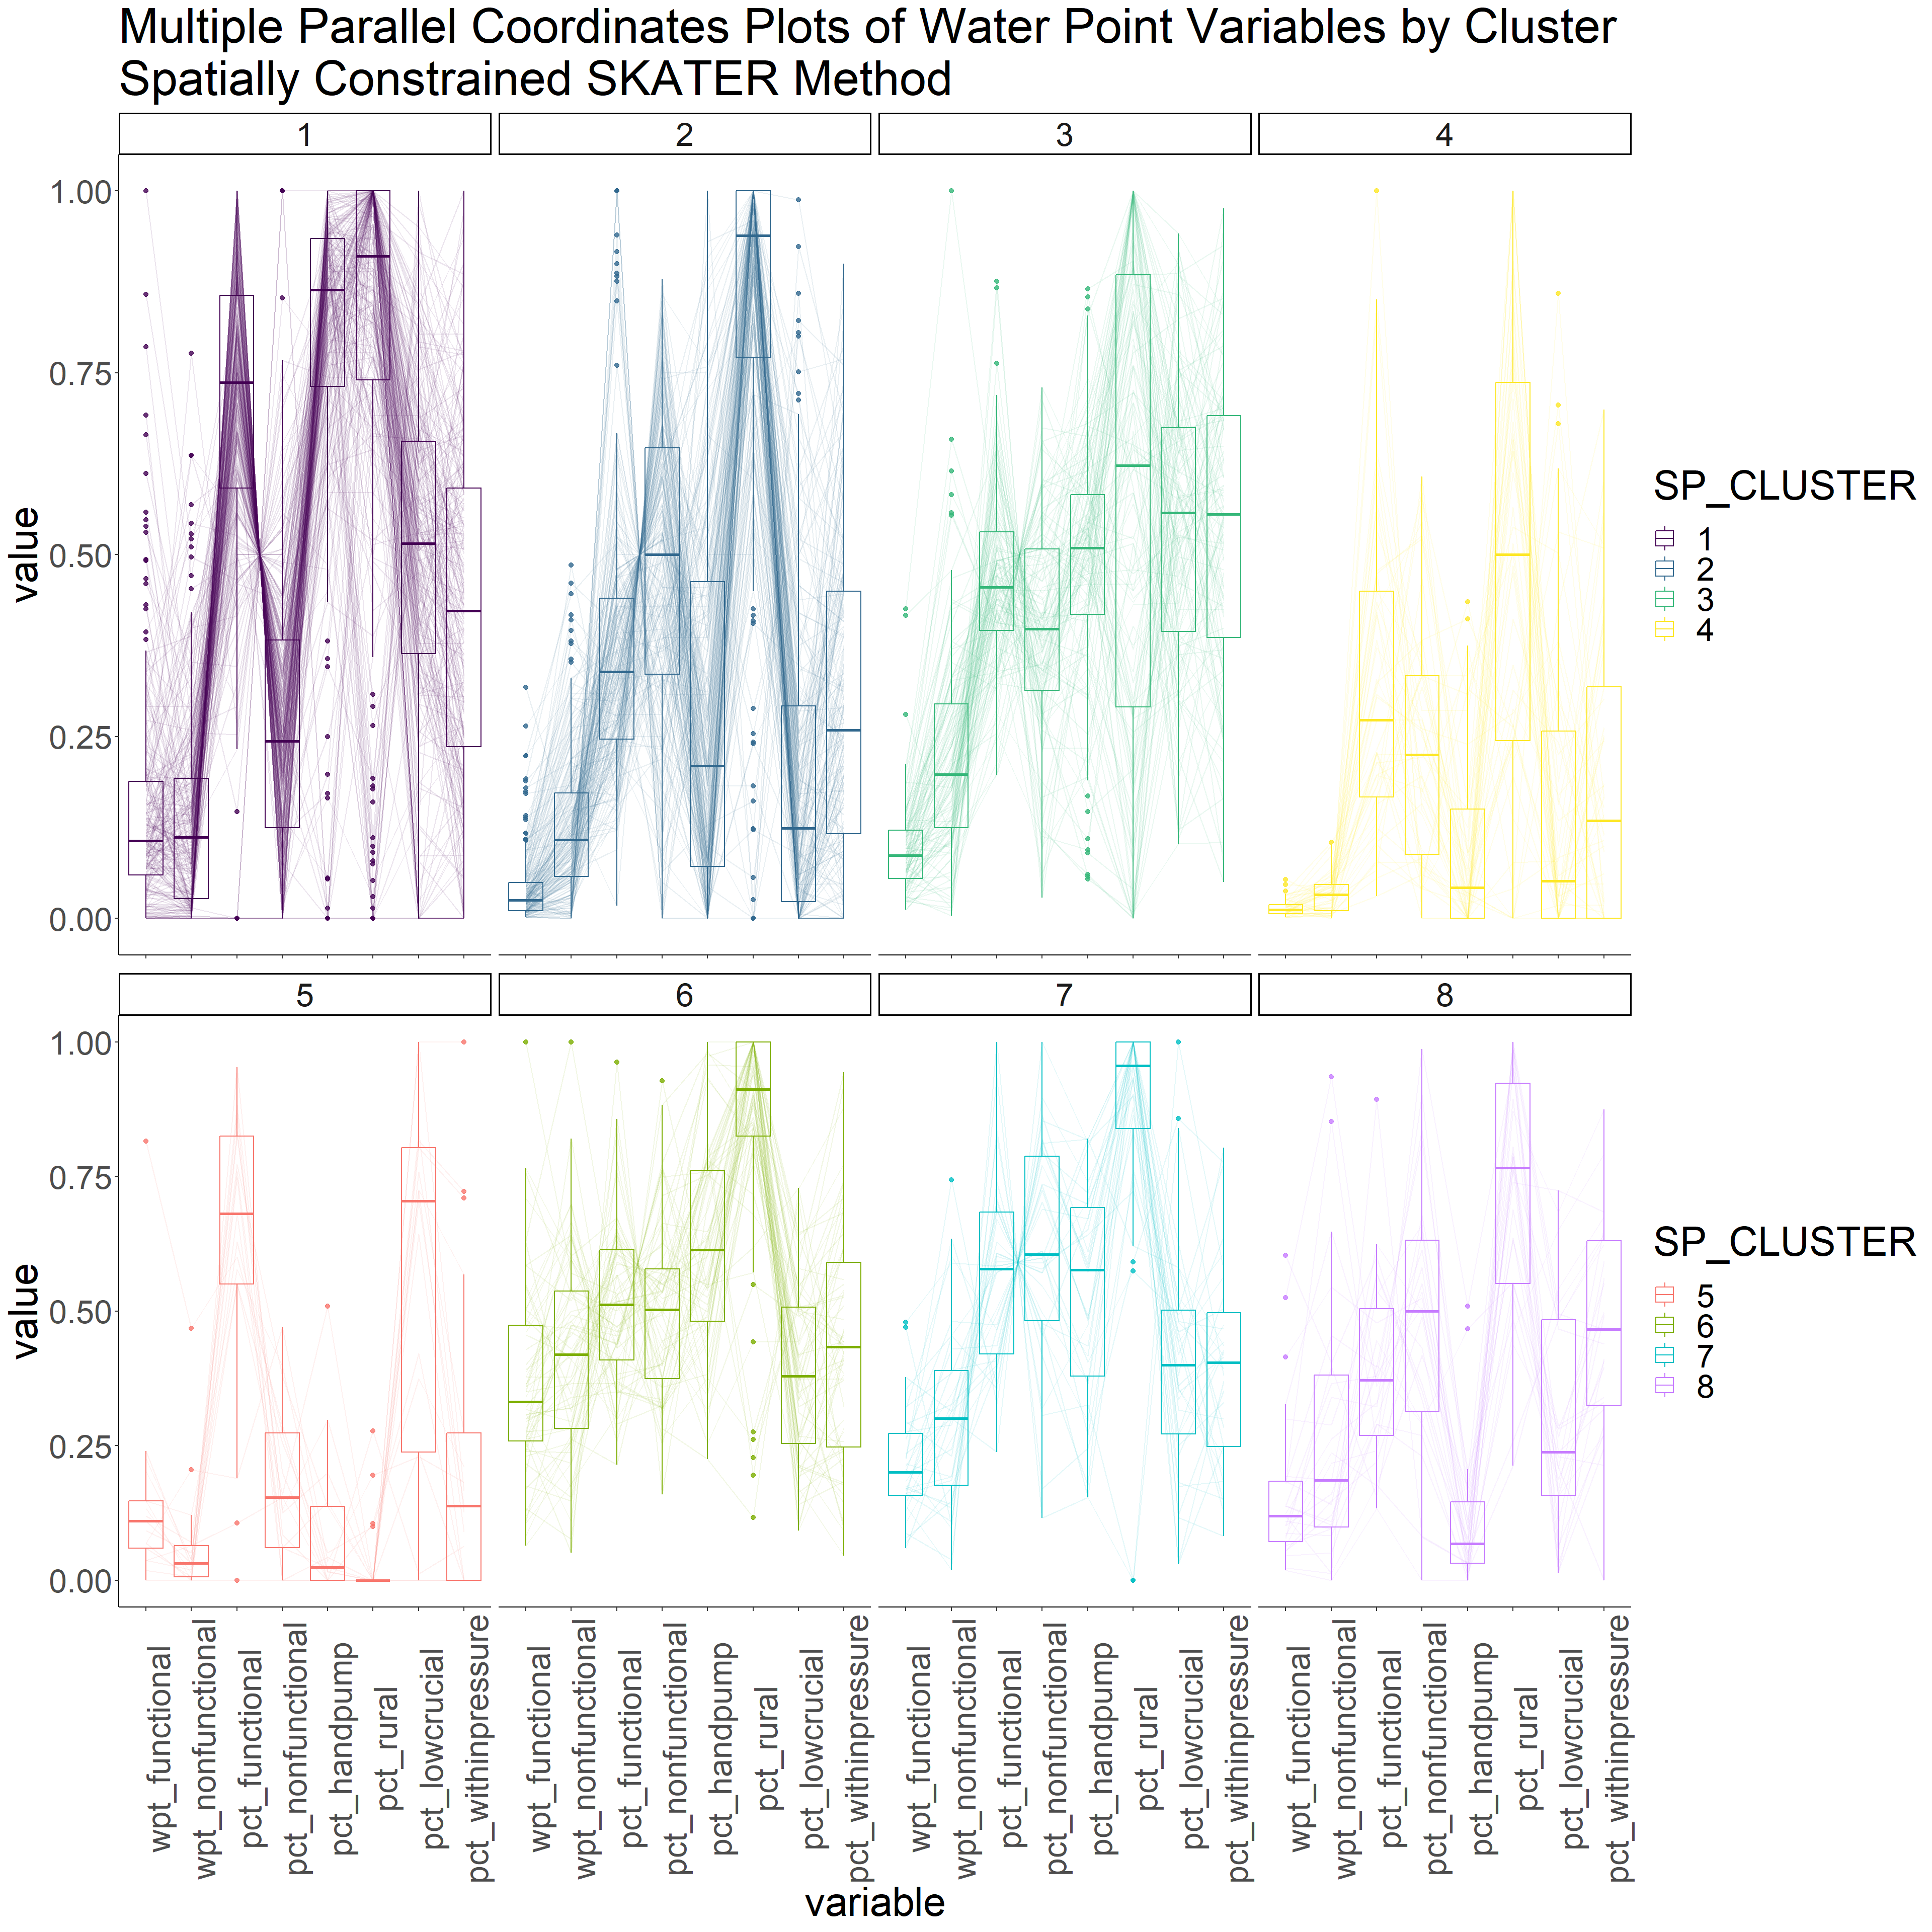 Multiple Parallel Coordinates Plots of Water Point Variables by Cluster
Spatially Constrained SKATER Method
1 2 3 4
value
1.00
0.75
0.50
0.25
0.00
SP_CLUSTER
1
2
3
4
5 6 7 8
value
1.00
0.75
0.50
0.25
0.00
SP_CLUSTER
5
6
7
8
wpt_functional
wpt_nonfunctional
pct_functional
pct_nonfunctional
pct_handpump
pct_rural
pct_lowcrucial
pct_withinpressure
wpt_functional
wpt_nonfunctional
pct_functional
pct_nonfunctional
pct_handpump
pct_rural
pct_lowcrucial
pct_withinpressure
wpt_functional
wpt_nonfunctional
pct_functional
pct_nonfunctional
pct_handpump
pct_rural
pct_lowcrucial
pct_withinpressure
wpt_functional
wpt_nonfunctional
pct_functional
pct_nonfunctional
pct_handpump
pct_rural
pct_lowcrucial
pct_withinpressure
variable